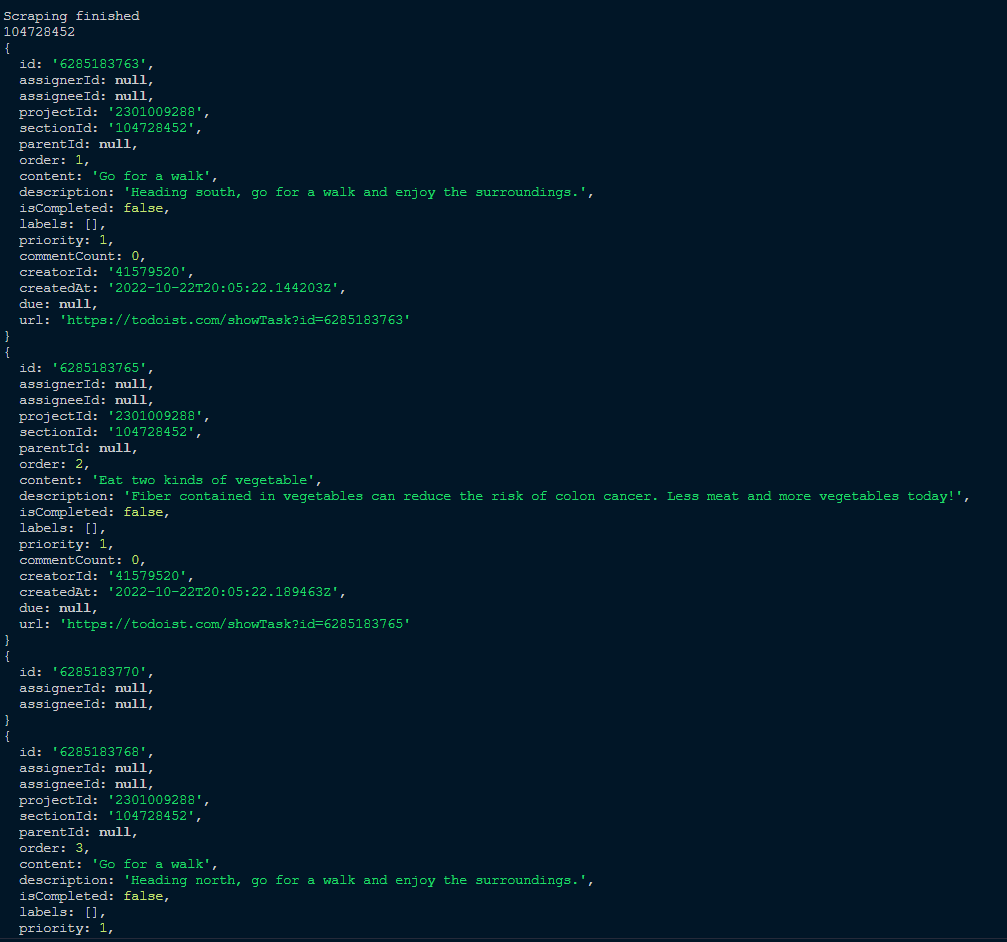 Scraping finished
104728452
{
  id: '6285183763',
  assignerId: null,
  assigneeId: null,
  projectId: '2301009288',
  sectionId: '104728452',
  parentId: null,
  order: 1,
  content: 'Go for a walk',
  description: 'Heading south, go for a walk and enjoy the surroundings.',
  isCompleted: false,
  labels: [],
  priority: 1,
  commentCount: 0,
  creatorId: '41579520',
  createdAt: '2022-10-22T20:05:22.144203Z',
  due: null,
  url: 'https://todoist.com/showTask?id=6285183763'
}
{
  id: '6285183765',
  assignerId: null,
  assigneeId: null,
  projectId: '2301009288',
  sectionId: '104728452',
  parentId: null,
  order: 2,
  content: 'Eat two kinds of vegetable',
  description: 'Fiber contained in vegetables can reduce the risk of colon cancer. Less meat and more vegetables today!',
  isCompleted: false,
  labels: [],
  priority: 1,
  commentCount: 0,
  creatorId: '41579520',
  createdAt: '2022-10-22T20:05:22.189463Z',
  due: null,
  url: 'https://todoist.com/showTask?id=6285183765'
}
{
  id: '6285183770',
  assignerId: null,
  assigneeId: null,
}
{
  id: '6285183768',
  assignerId: null,
  assigneeId: null,
  projectId: '2301009288',
  sectionId: '104728452',
  parentId: null,
  order: 3,
  content: 'Go for a walk',
  description: 'Heading north, go for a walk and enjoy the surroundings.',
  isCompleted: false,
  labels: [],
  priority: 1,